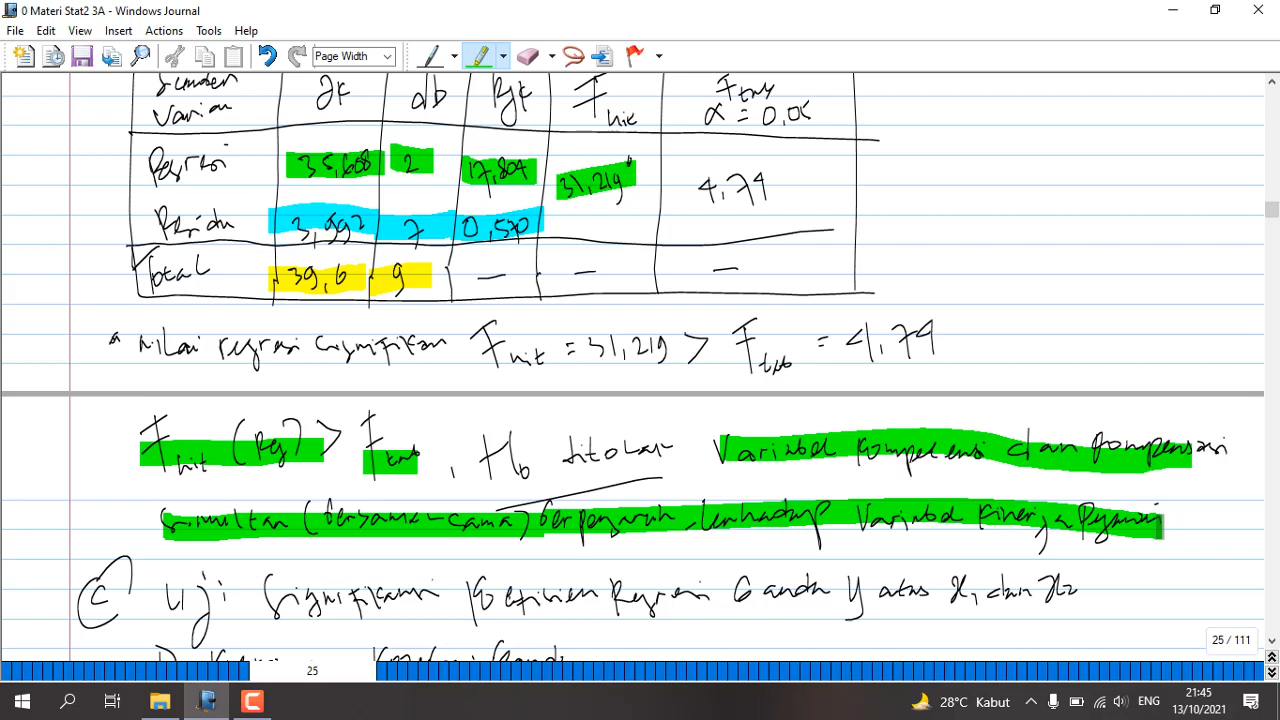 0 Materi Stat2 3A - Windows Journal
File Edit View Insert Actions Tools Help
Page Width
Sumber Varian JK db RJK F hit F tab α = 0,05
Regresi 35,608 2 17,804 31,219 4,74
Residu 3,992 7 0,570
Total 39,6 9 — — —
Nilai regresi signifikan F hit = 31,219 > F tab = 4,74
F hit (Reg) > F tab , H0 ditolak Variabel Kompetensi dan Kompensasi
Simultan (bersama-sama) berpengaruh terhadap Variabel Kinerja Pegawai
C Uji Signifikansi Koefisien Regresi Ganda Y atas X1 dan X2
25 / 111
25
28°C Kabut ENG 21:45
13/10/2021